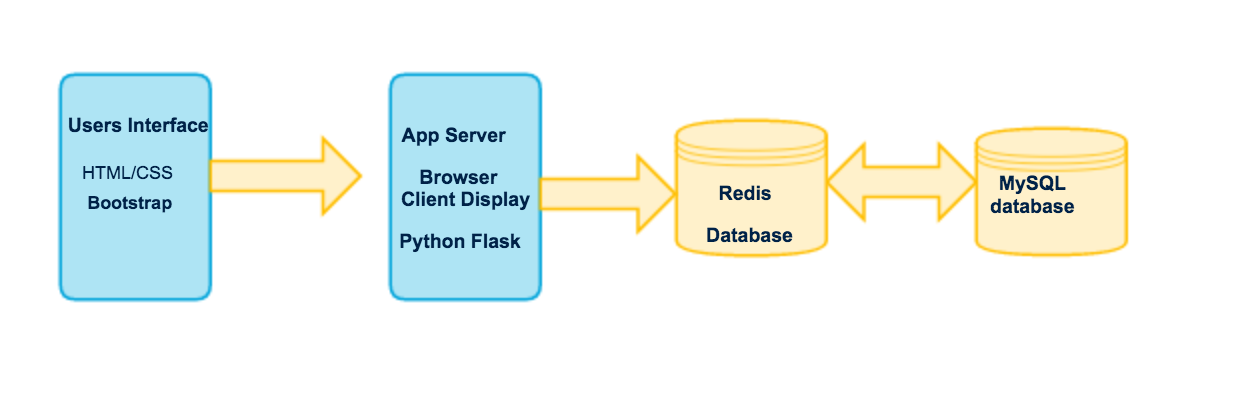 Users Interface
HTML/CSS
Bootstrap
App Server
Browser
Client Display
Python Flask
Redis
Database
MySQL
database